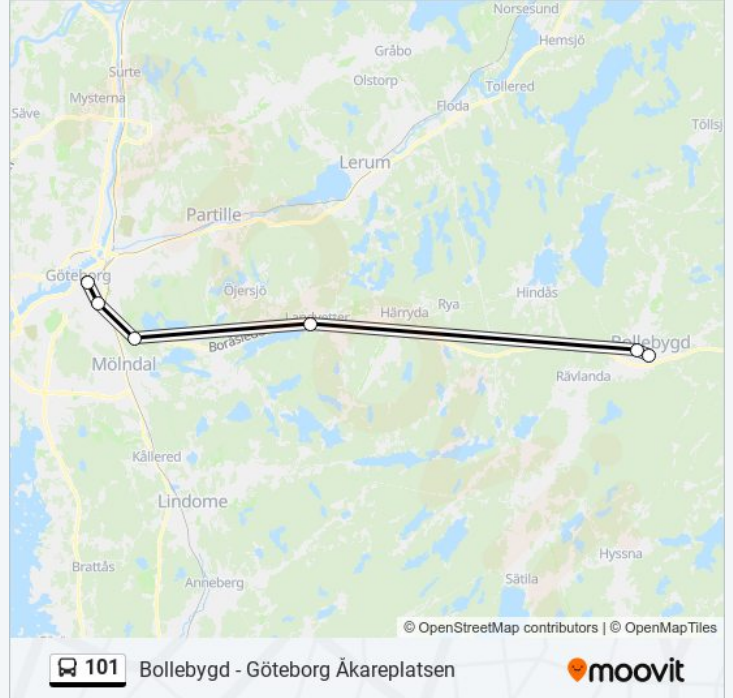 Norsesund
Hemsjö
Gråbo
Surte
Olstorp
Tollered
Mysterna
Floda
Säve
Töllsj
Lerum
Partille
Göteborg
Öjersjö
Hindås
Rya
Härryda
Landvetter
Boråsleden
Bollebygd
Mölndal
Rävlanda
Kållered
Lindome
Hyssna
Brattås
Sätila
Anneberg
© OpenStreetMap contributors | © OpenMapTiles
101 Bollebygd - Göteborg Åkareplatsen
moovit